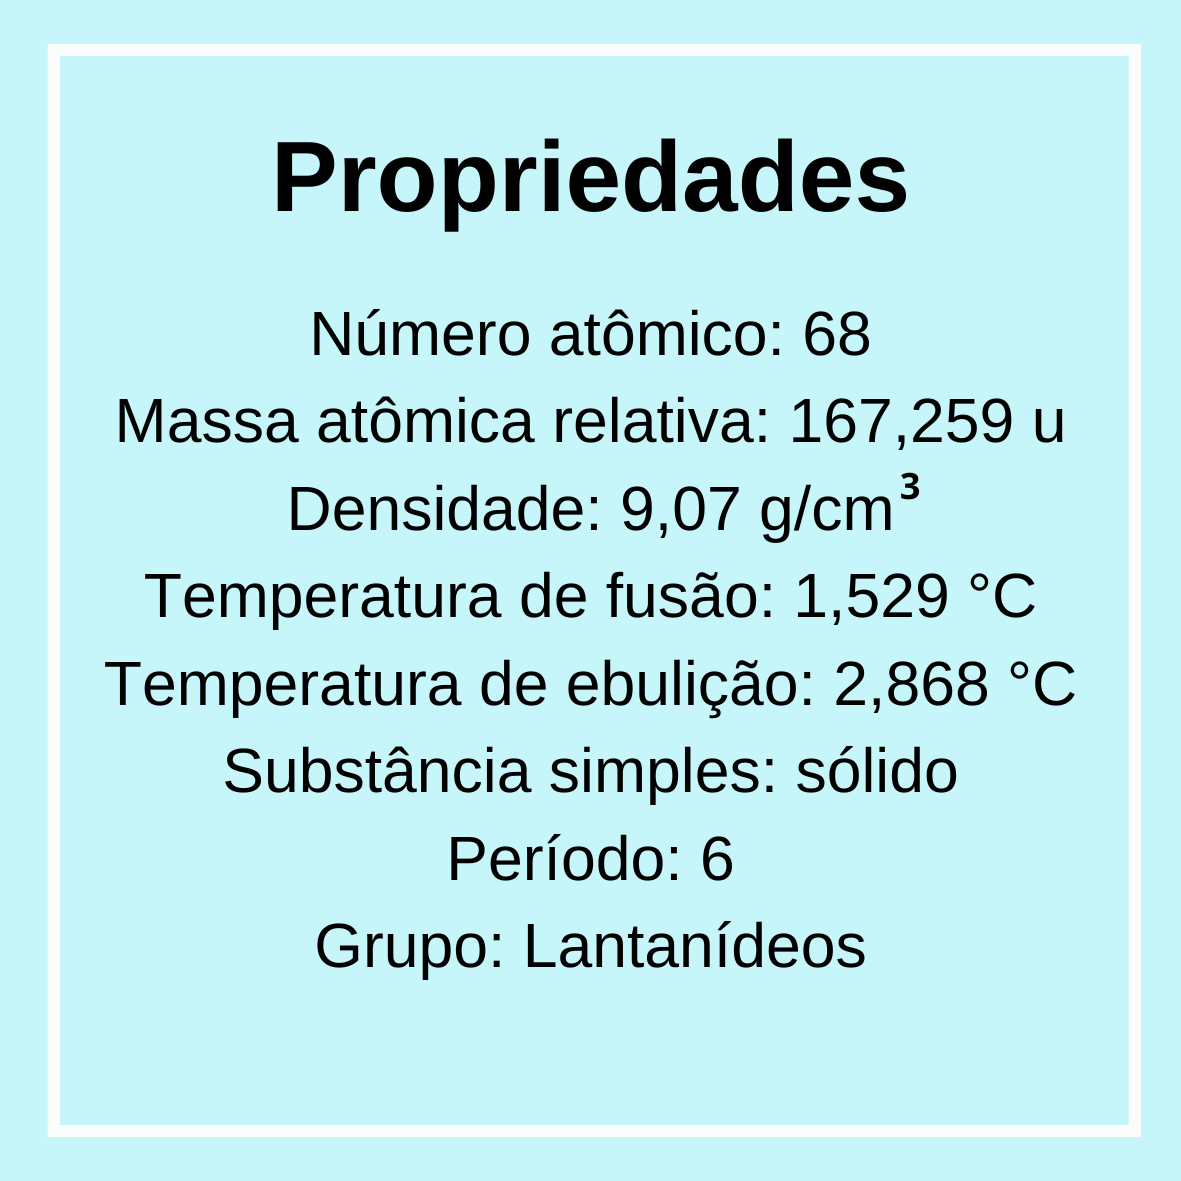 Propriedades
Número atômico: 68
Massa atômica relativa: 167,259 u
Densidade: 9,07 g/cm³
Temperatura de fusão: 1,529 °C
Temperatura de ebulição: 2,868 °C
Substância simples: sólido
Período: 6
Grupo: Lantanídeos